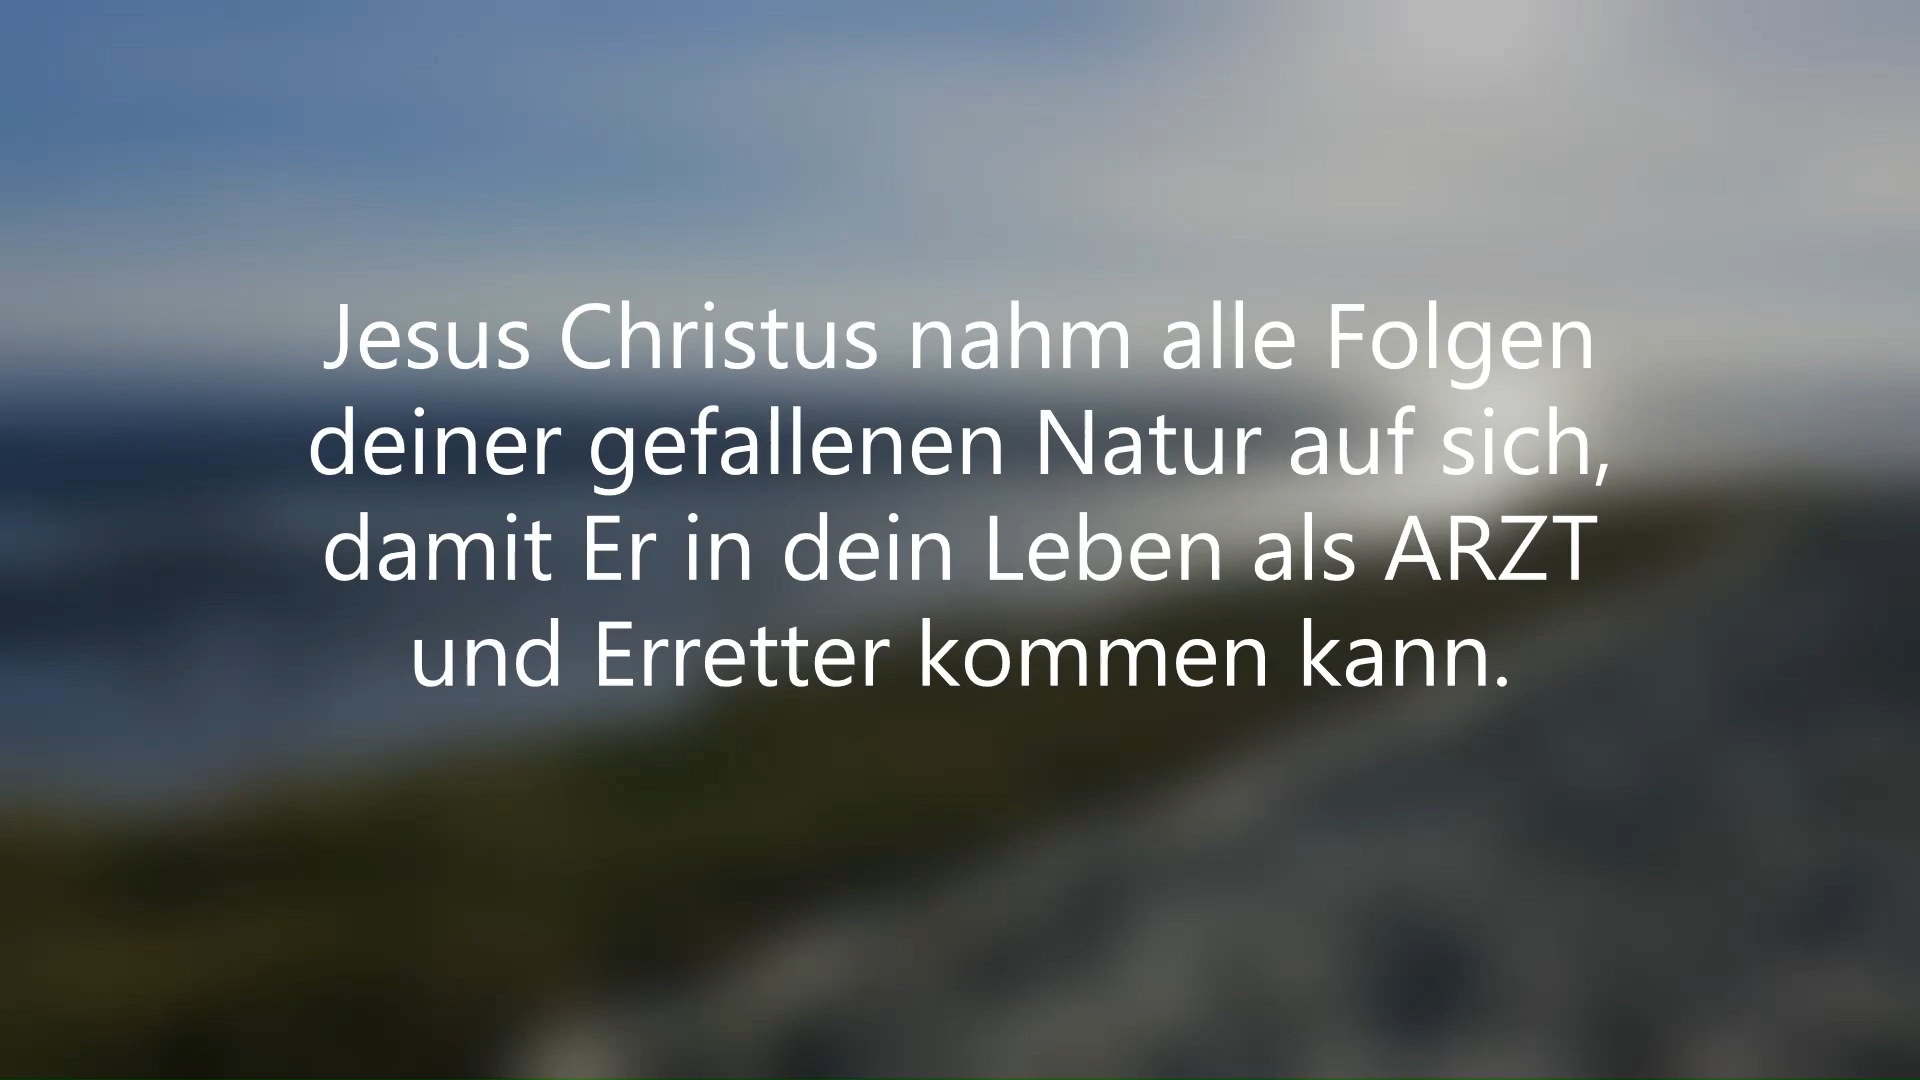 Jesus Christus nahm alle Folgen
deiner gefallenen Natur auf sich,
damit Er in dein Leben als ARZT
und Erretter kommen kann.